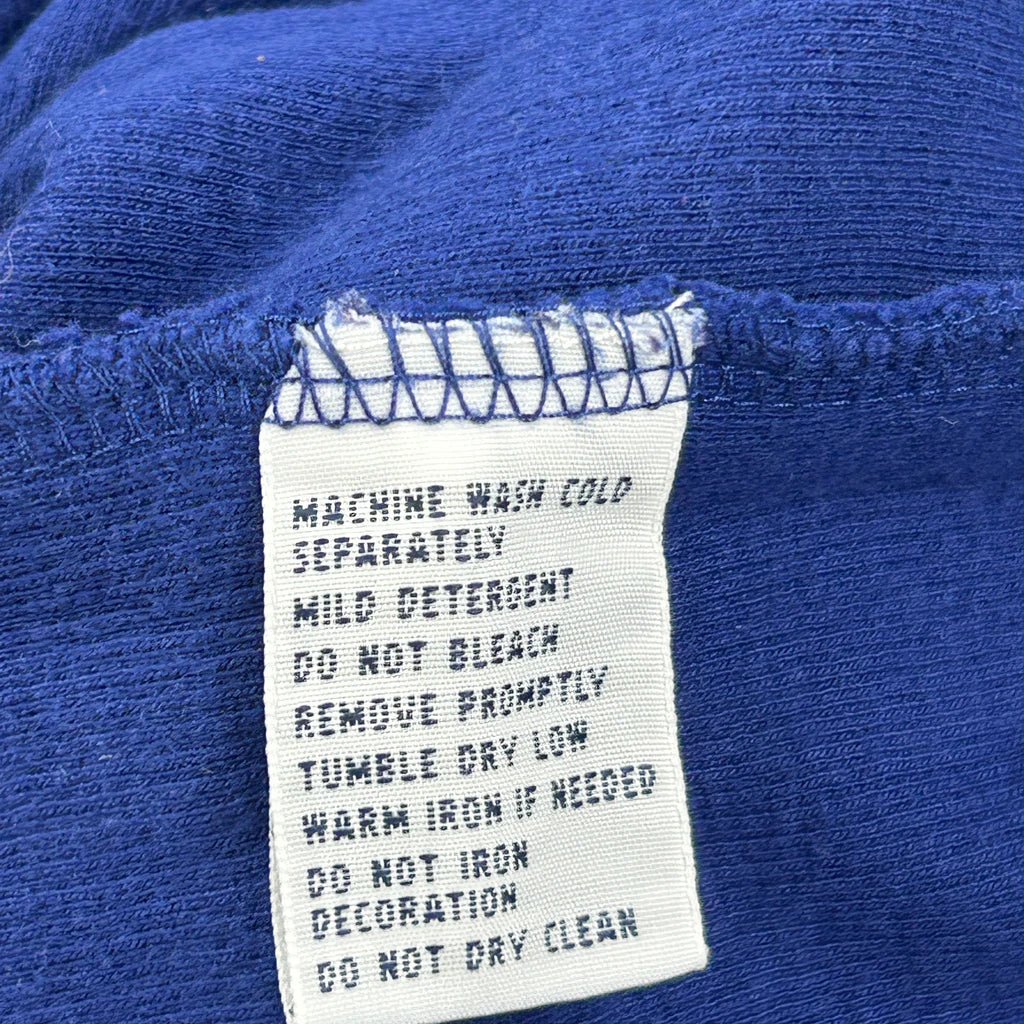 MACHINE WASH COLD
SEPARATELY
MILD DETERGENT
DO NOT BLEACH
REMOVE PROMPTLY
TUMBLE DRY LOW
WARM IRON IF NEEDED
DO NOT IRON
DECORATION
DO NOT DRY CLEAN